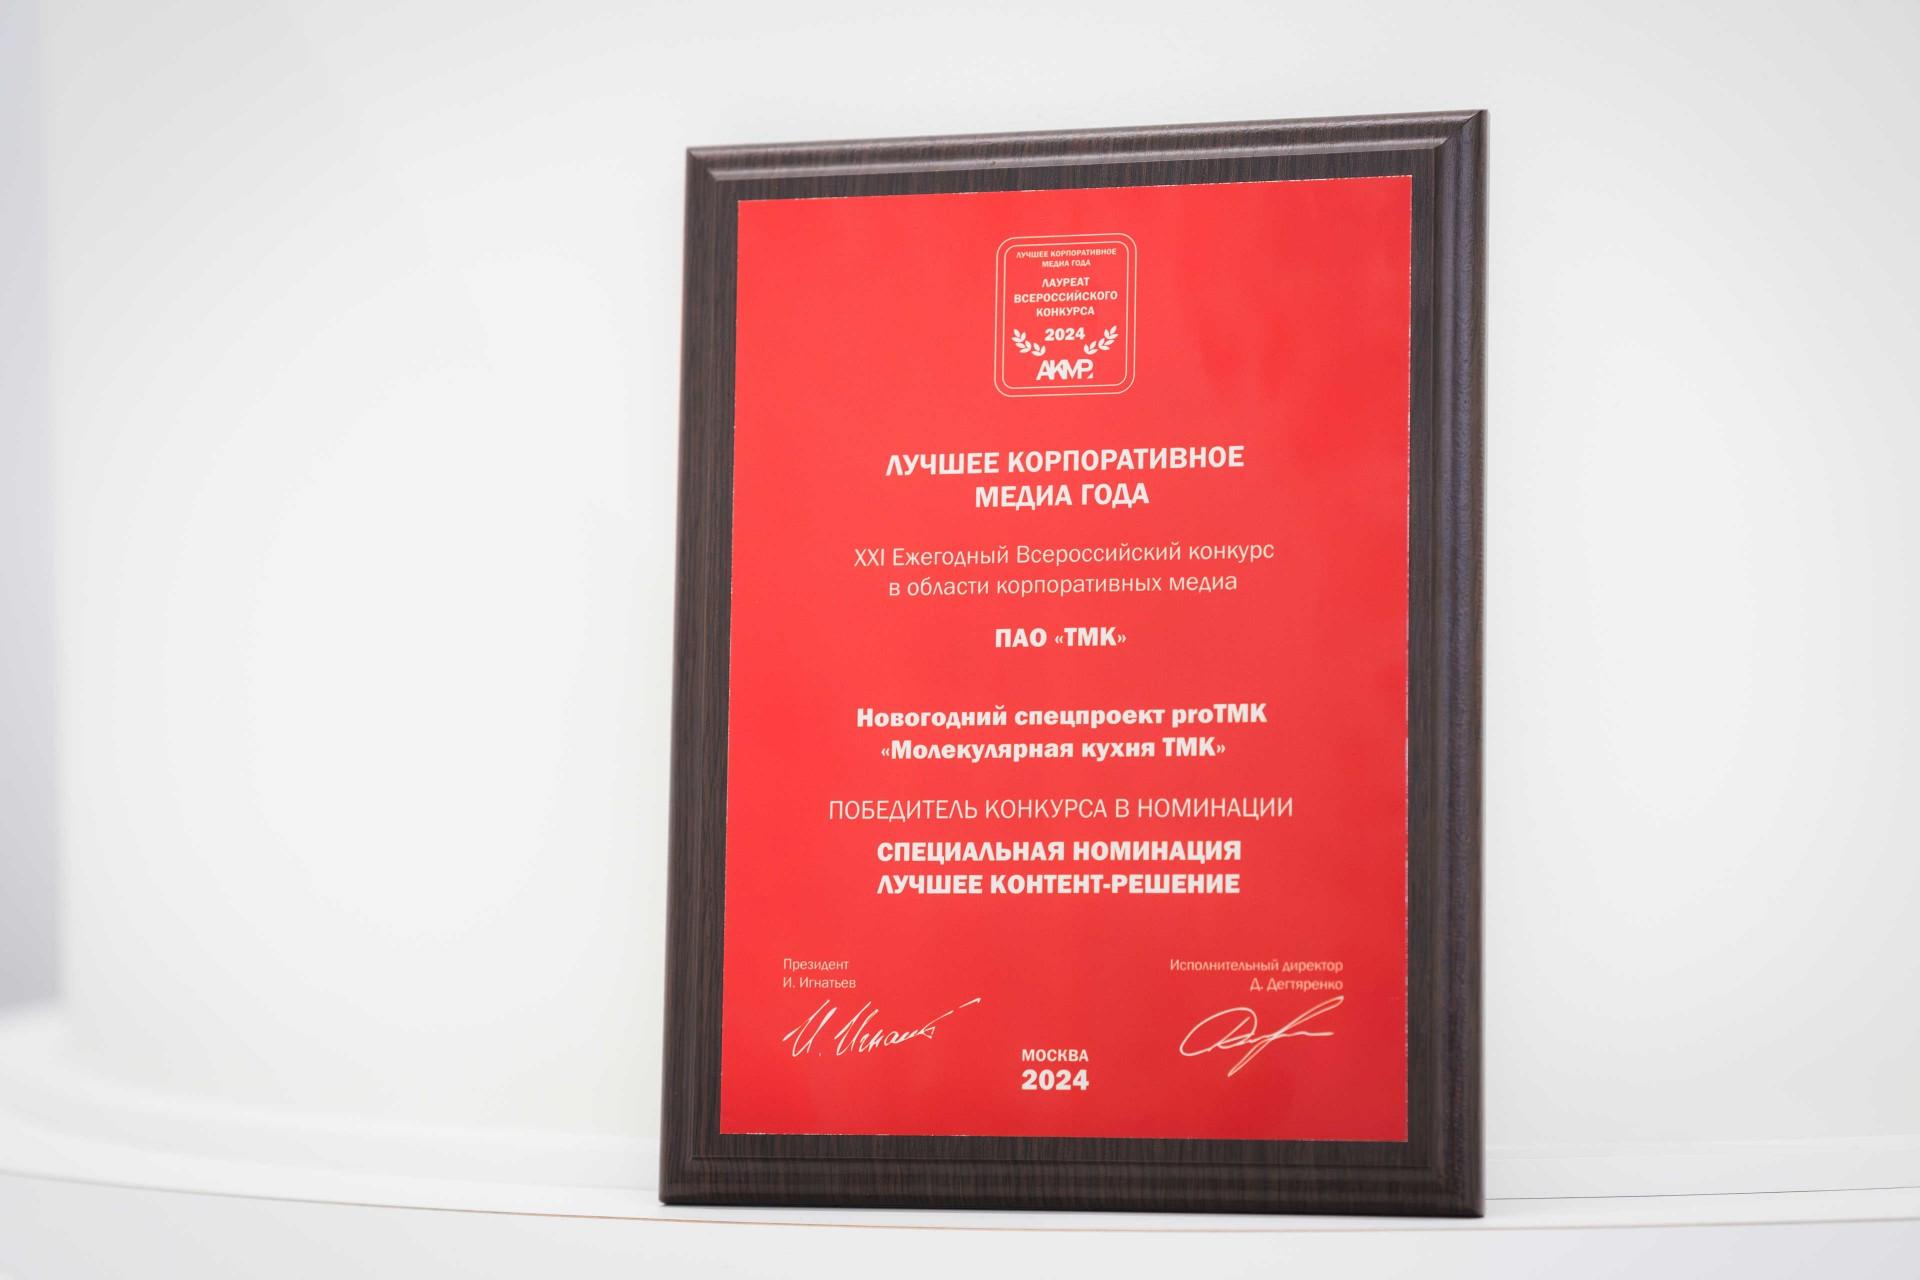 ЛУЧШЕЕ КОРПОРАТИВНОЕ
МЕДИА ГОДА
ЛАУРЕАТ
ВСЕРОССИЙСКОГО
КОНКУРСА
2024
АКМР
ЛУЧШЕЕ КОРПОРАТИВНОЕ
МЕДИА ГОДА
XXI Ежегодный Всероссийский конкурс
в области корпоративных медиа
ПАО «ТМК»
Новогодний спецпроект proТМК
«Молекулярная кухня ТМК»
ПОБЕДИТЕЛЬ КОНКУРСА В НОМИНАЦИИ
СПЕЦИАЛЬНАЯ НОМИНАЦИЯ
ЛУЧШЕЕ КОНТЕНТ-РЕШЕНИЕ
Президент
И. Игнатьев
Исполнительный директор
Д. Дегтяренко
МОСКВА
2024